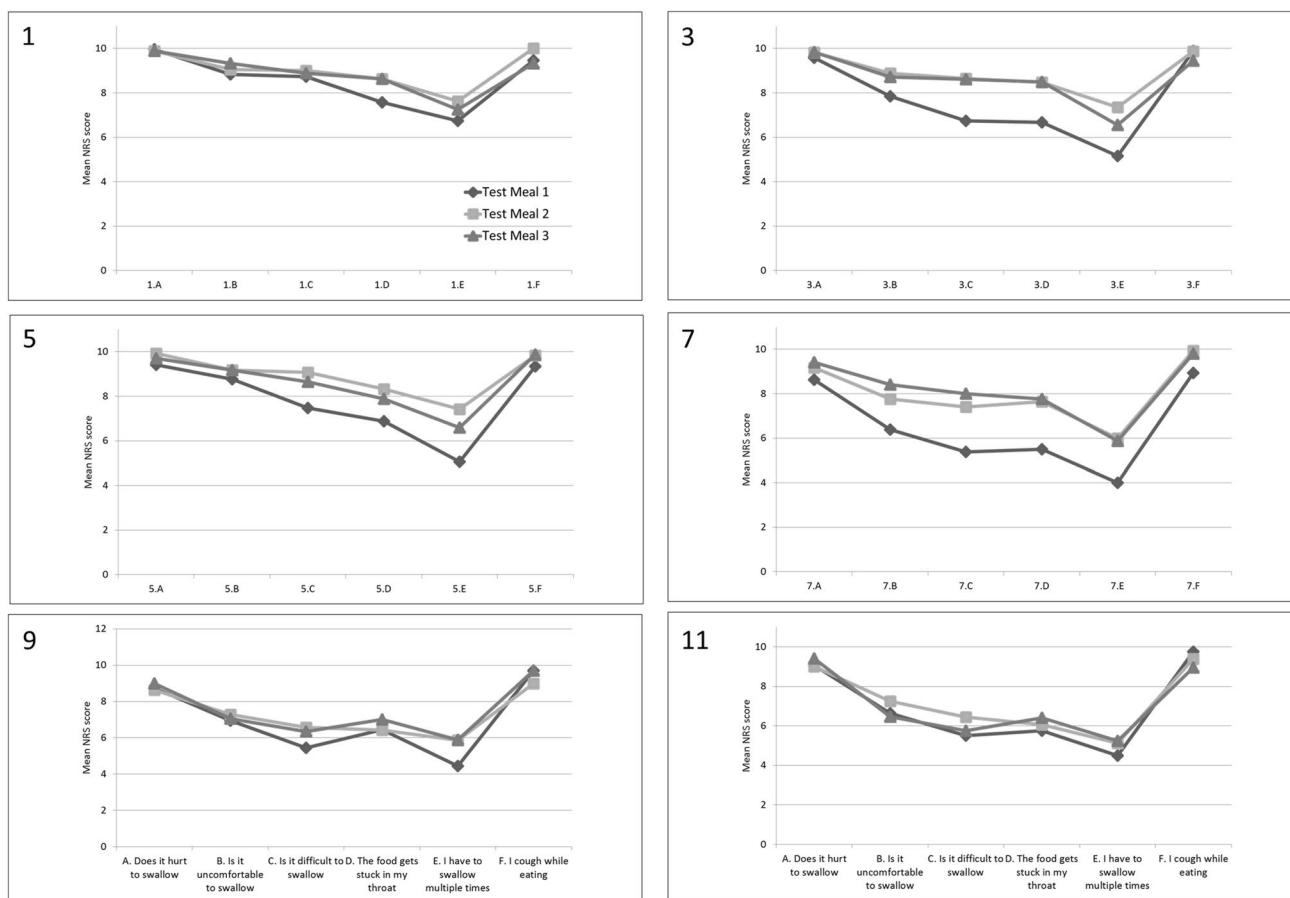 1
Mean NRS score
10
8
6
4
2
0
1.A 1.B 1.C 1.D 1.E 1.F
Test Meal 1
Test Meal 2
Test Meal 3
3
Mean NRS score
10
8
6
4
2
0
3.A 3.B 3.C 3.D 3.E 3.F
5
Mean NRS score
10
8
6
4
2
0
5.A 5.B 5.C 5.D 5.E 5.F
7
Mean NRS score
10
8
6
4
2
0
7.A 7.B 7.C 7.D 7.E 7.F
9
Mean NRS score
12
10
8
6
4
2
0
A. Does it hurt
to swallow
B. Is it
uncomfortable
to swallow
C. Is it difficult to
swallow
D. The food gets
stuck in my
throat
E. I have to
swallow
multiple times
F. I cough while
eating
11
Mean NRS score
10
8
6
4
2
0
A. Does it hurt
to swallow
B. Is it
uncomfortable
to swallow
C. Is it difficult to
swallow
D. The food gets
stuck in my
throat
E. I have to
swallow
multiple times
F. I cough while
eating